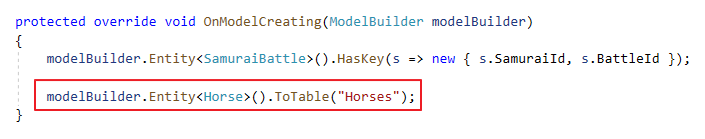 protected override void OnModelCreating(ModelBuilder modelBuilder)
{
modelBuilder.Entity<SamuraiBattle>().HasKey(s => new { s.SamuraiId, s.BattleId });
modelBuilder.Entity<Horse>().ToTable("Horses");
}